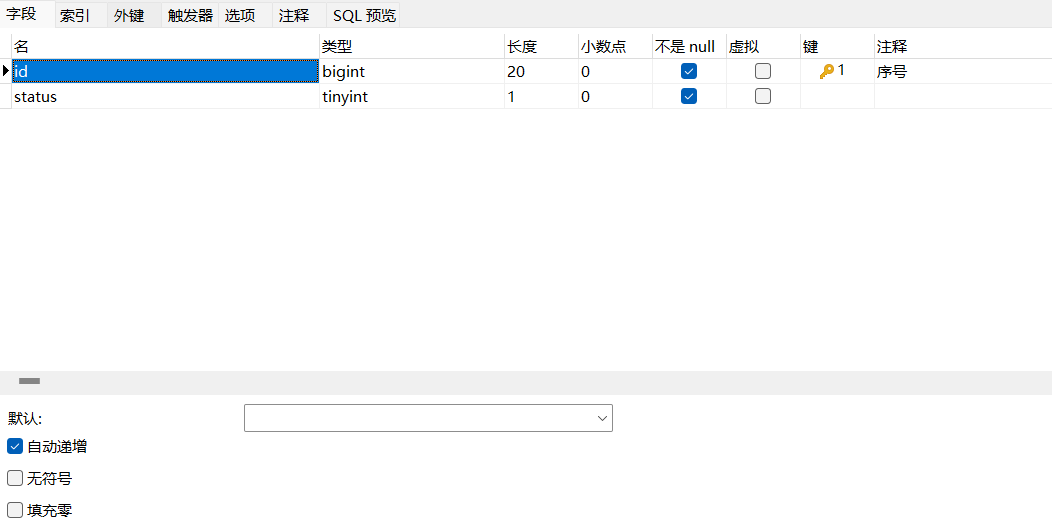 字段 索引 外键 触发器 选项 注释 SQL 预览
名 类型 长度 小数点 不是 null 虚拟 键 注释
id bigint 20 0 1 序号
status tinyint 1 0
默认:
自动递增
无符号
填充零